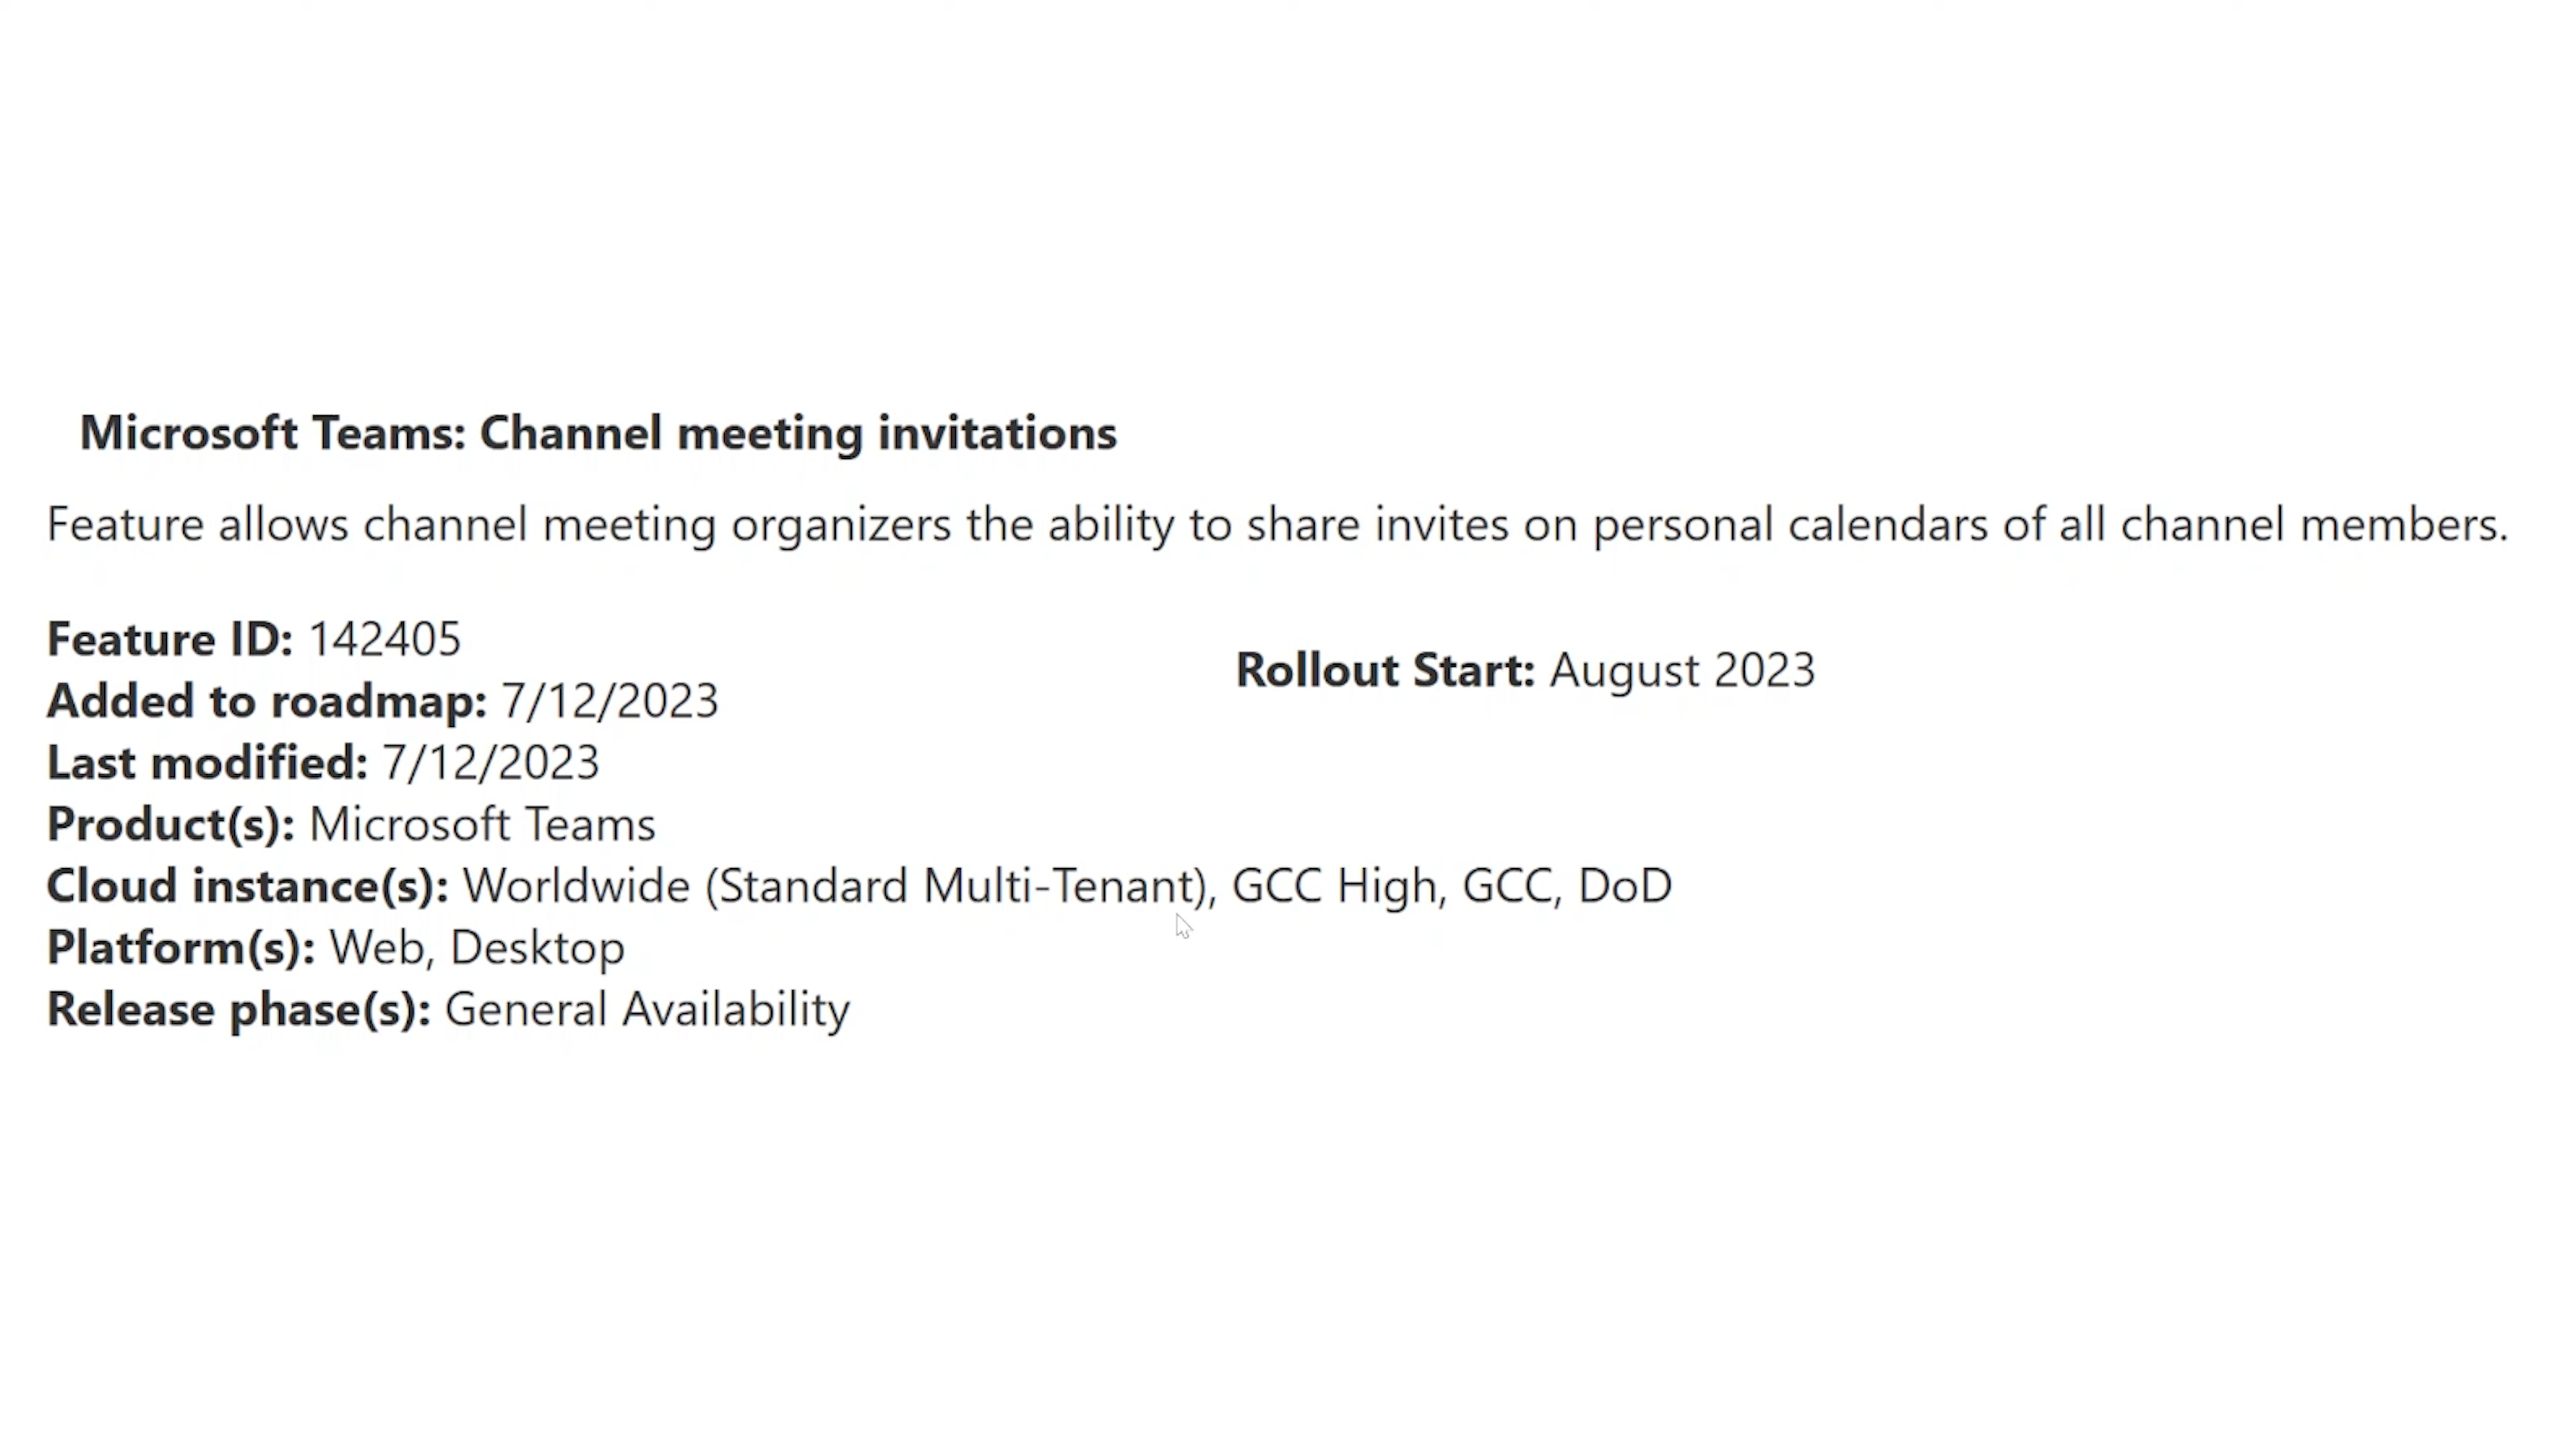 Microsoft Teams: Channel meeting invitations
Feature allows channel meeting organizers the ability to share invites on personal calendars of all channel members.
Feature ID: 142405
Added to roadmap: 7/12/2023
Last modified: 7/12/2023
Product(s): Microsoft Teams
Cloud instance(s): Worldwide (Standard Multi-Tenant), GCC High, GCC, DoD
Platform(s): Web, Desktop
Release phase(s): General Availability
Rollout Start: August 2023